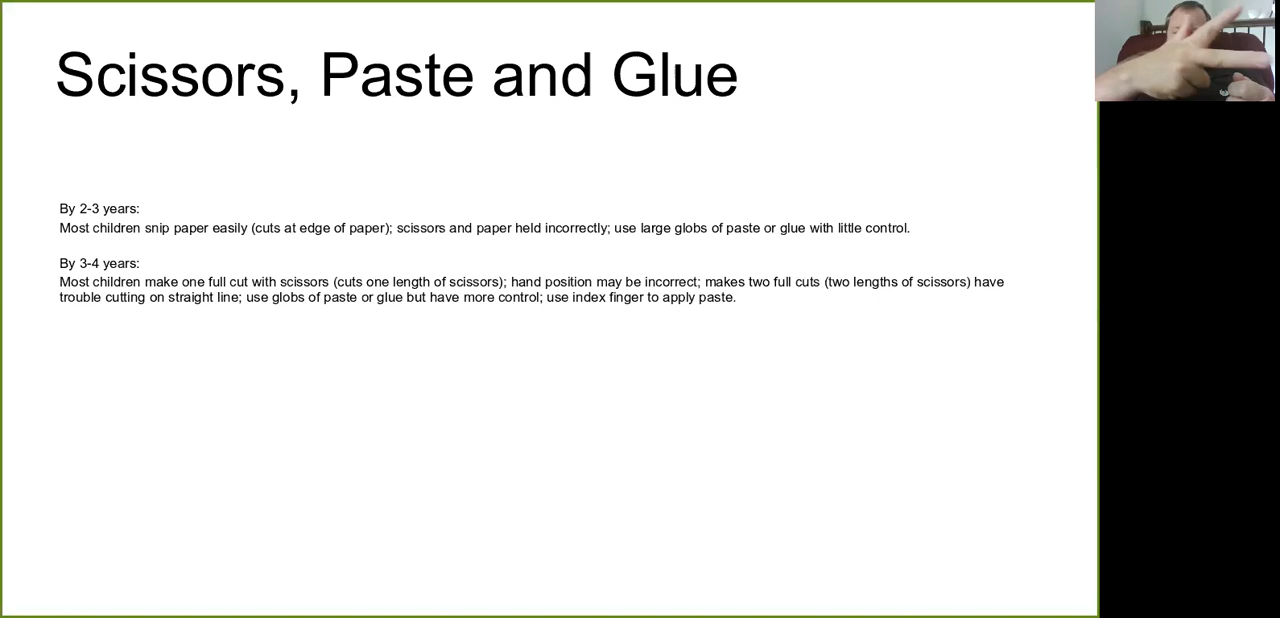 Scissors, Paste and Glue
By 2-3 years:
Most children snip paper easily (cuts at edge of paper); scissors and paper held incorrectly; use large globs of paste or glue with little control.
By 3-4 years:
Most children make one full cut with scissors (cuts one length of scissors); hand position may be incorrect; makes two full cuts (two lengths of scissors) have
trouble cutting on straight line; use globs of paste or glue but have more control; use index finger to apply paste.